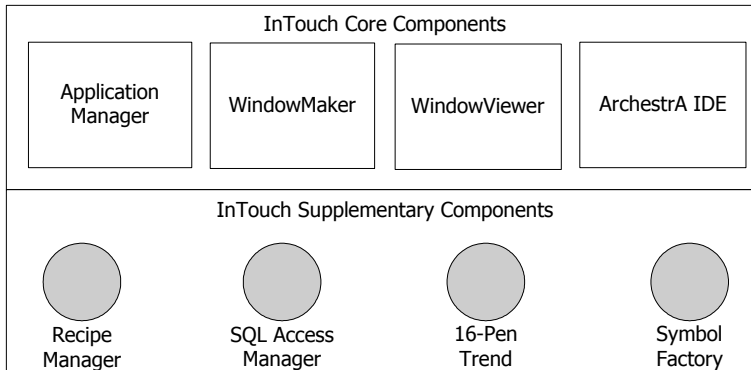 InTouch Core Components
Application
Manager
WindowMaker
WindowViewer
ArchestrA IDE
InTouch Supplementary Components
Recipe
Manager
SQL Access
Manager
16-Pen
Trend
Symbol
Factory